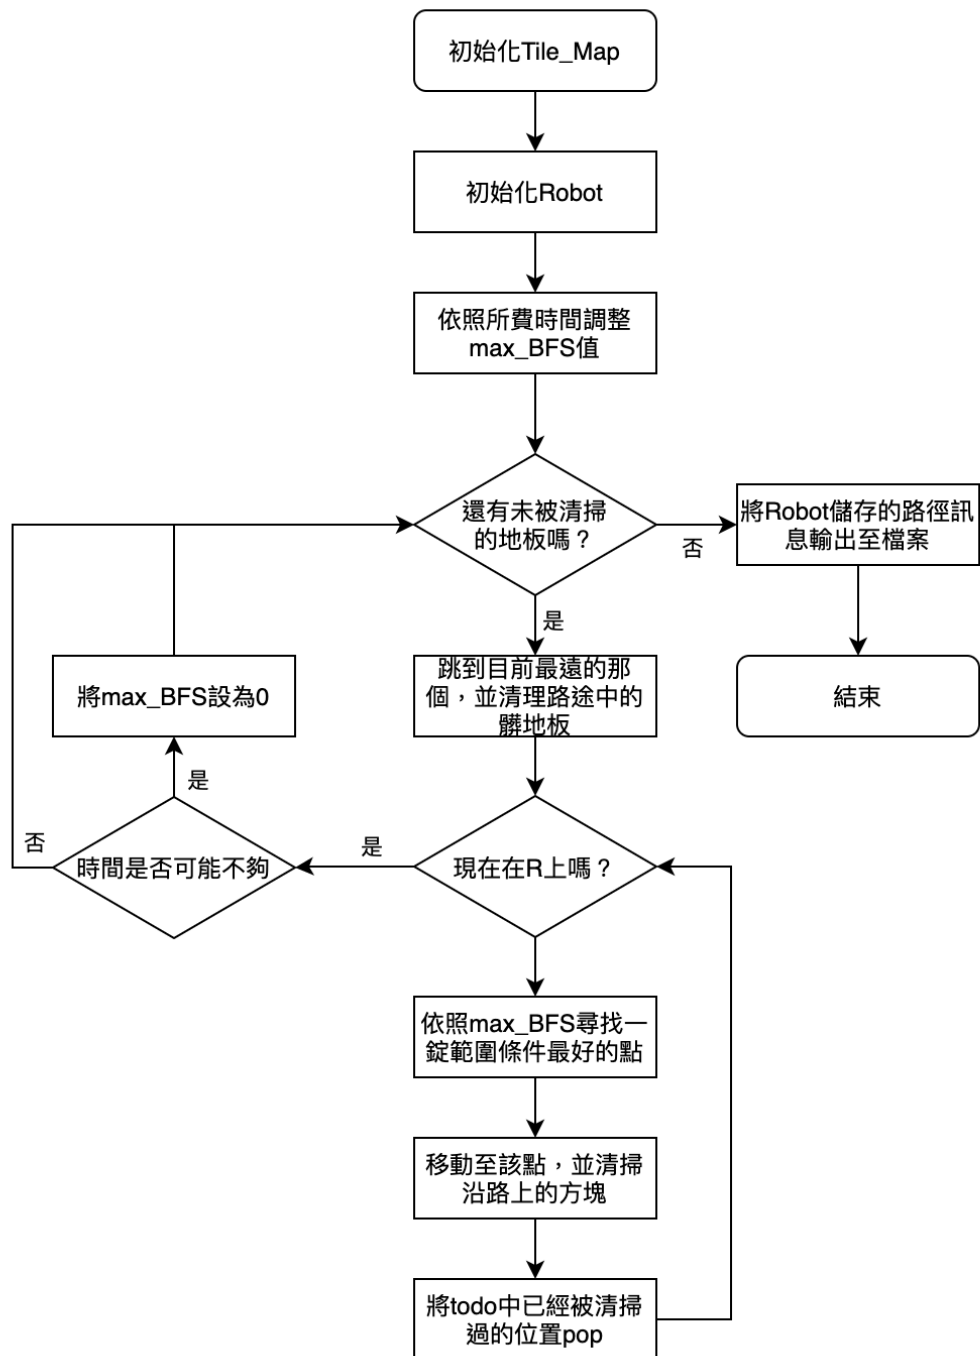 初始化Tile_Map
初始化Robot
依照所費時間調整
max_BFS值
還有未被清掃
的地板嗎？
否
將Robot儲存的路徑訊
息輸出至檔案
是
跳到目前最遠的那
個，並清理路途中的
髒地板
結束
將max_BFS設為0
是
否
時間是否可能不夠
是
現在在R上嗎？
依照max_BFS尋找一
錠範圍條件最好的點
移動至該點，並清掃
沿路上的方塊
將todo中已經被清掃
過的位置pop